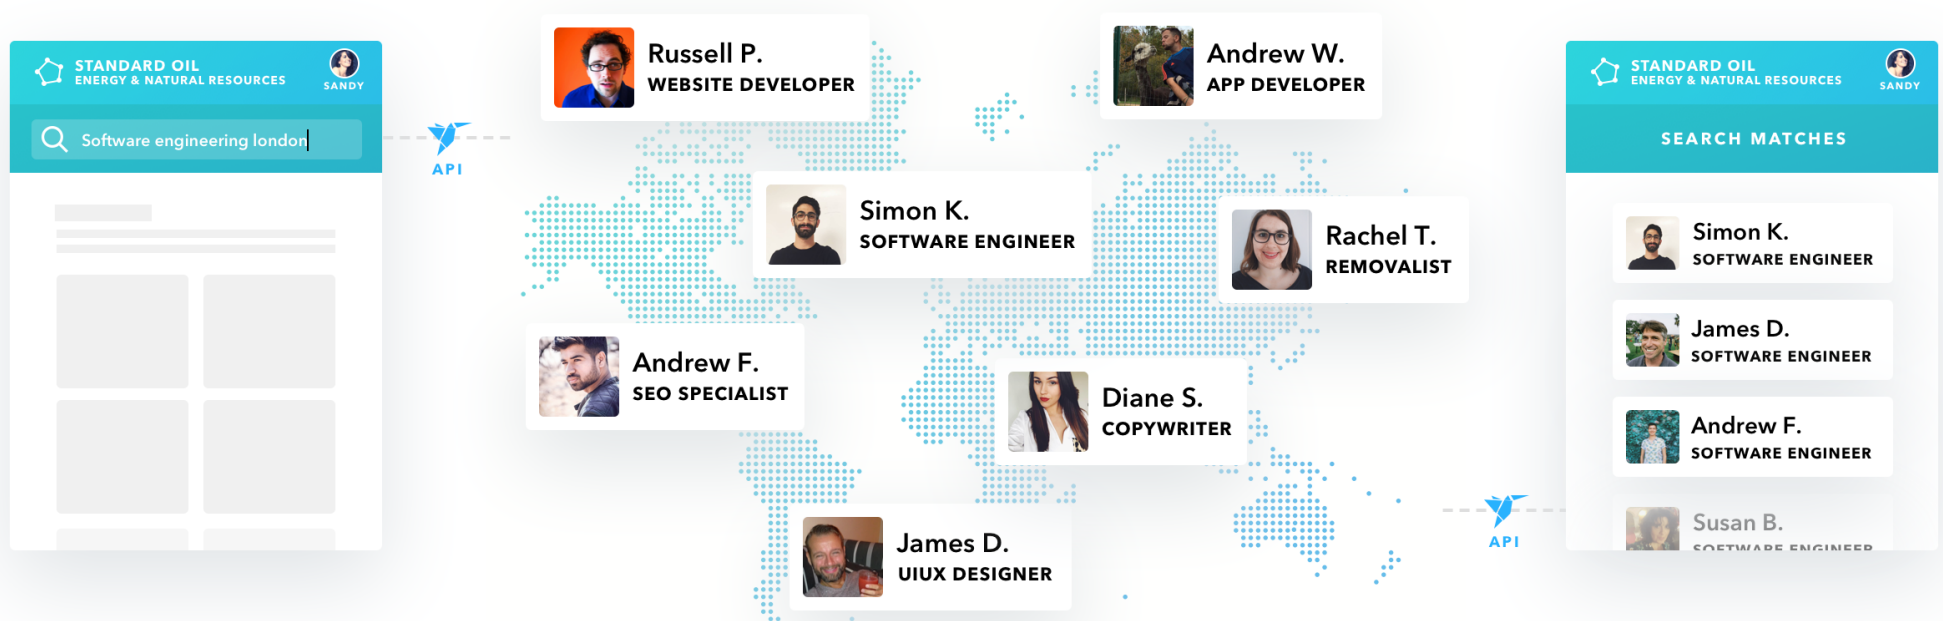 STANDARD OIL
ENERGY & NATURAL RESOURCES
SANDY
Software engineering london
API
Russell P.
WEBSITE DEVELOPER
Andrew W.
APP DEVELOPER
Simon K.
SOFTWARE ENGINEER
Rachel T.
REMOVALIST
Andrew F.
SEO SPECIALIST
Diane S.
COPYWRITER
James D.
UIUX DESIGNER
API
STANDARD OIL
ENERGY & NATURAL RESOURCES
SANDY
SEARCH MATCHES
Simon K.
SOFTWARE ENGINEER
James D.
SOFTWARE ENGINEER
Andrew F.
SOFTWARE ENGINEER
Susan B.
SOFTWARE ENGINEER